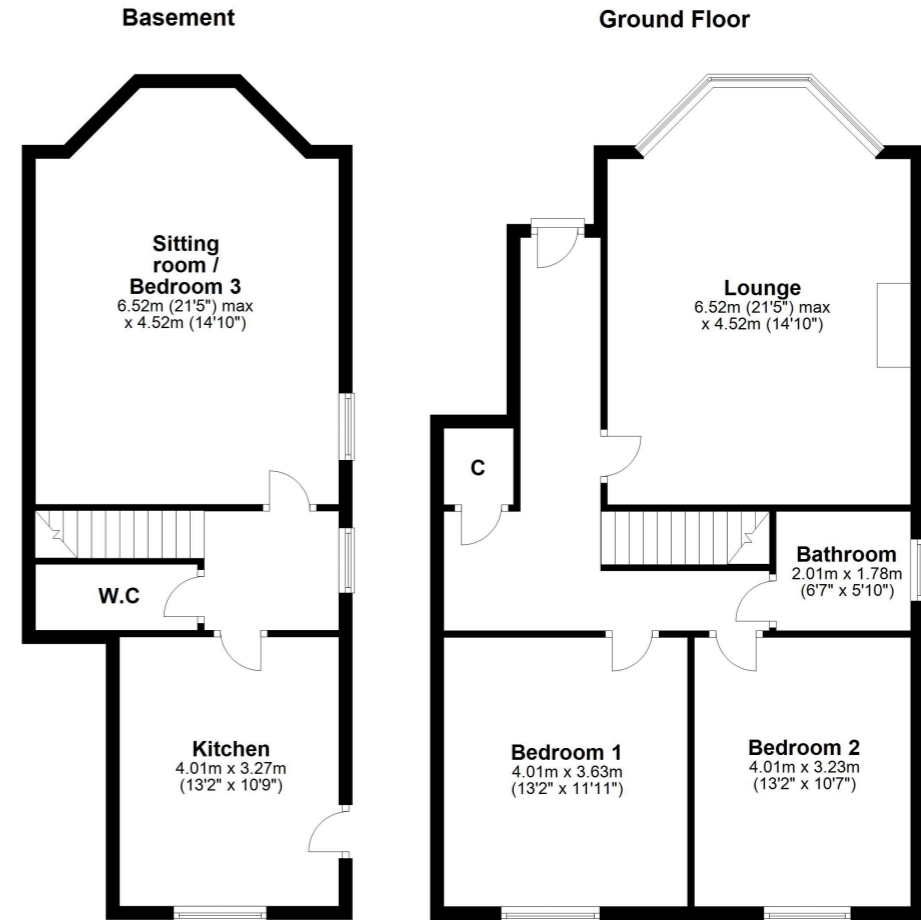 Basement
Sitting
room /
Bedroom 3
6.52m (21'5") max
x 4.52m (14'10")
W.C
Kitchen
4.01m x 3.27m
(13'2" x 10'9")
Ground Floor
Lounge
6.52m (21'5") max
x 4.52m (14'10")
C
Bathroom
2.01m x 1.78m
(6'7" x 5'10")
Bedroom 1
4.01m x 3.63m
(13'2" x 11'11")
Bedroom 2
4.01m x 3.23m
(13'2" x 10'7")